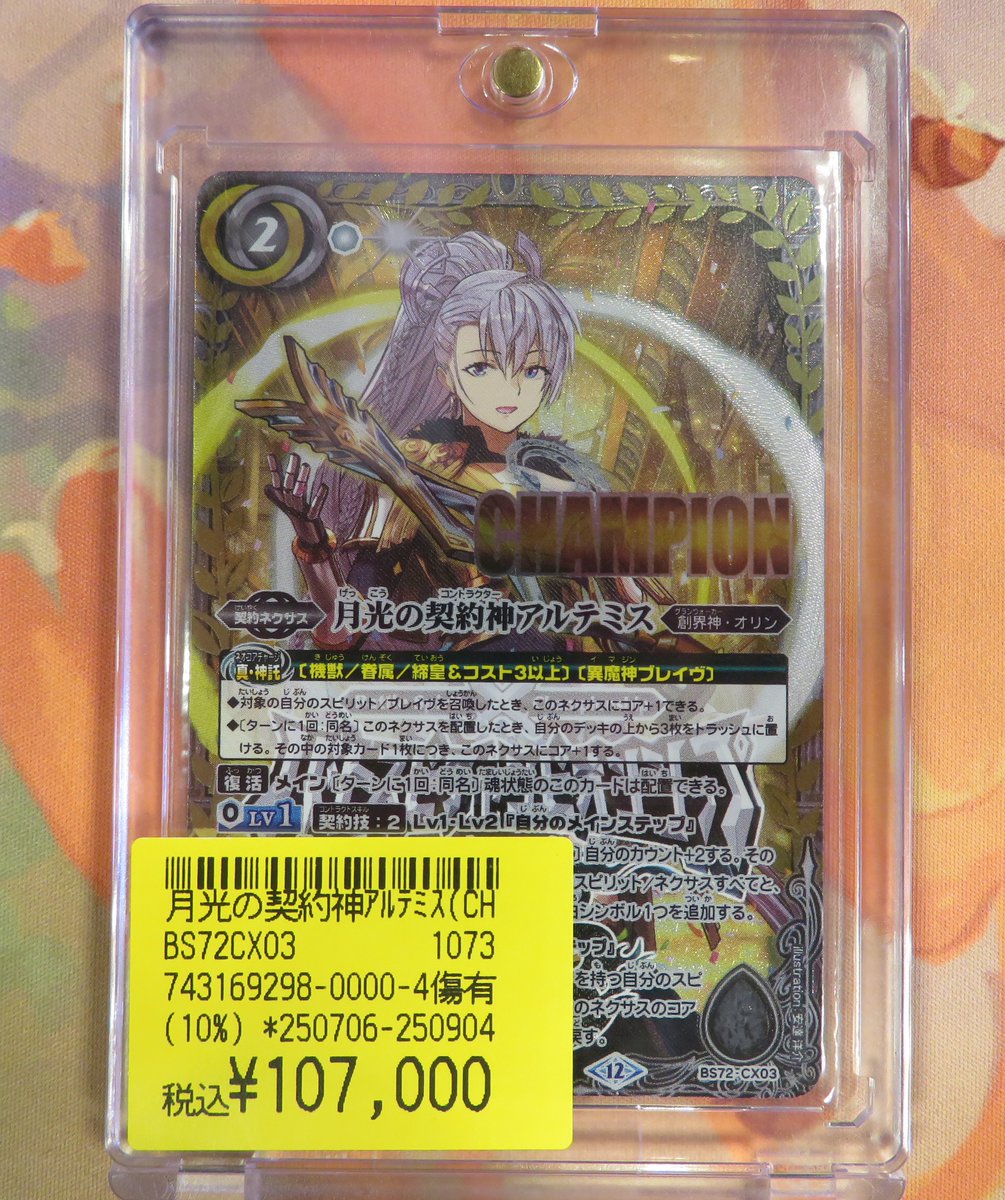 2
CHAMPION
契約ネクサス 月光の契約神アルテミス 創界神・オリン
真・神託 〔機獣/眷属/締皇&コスト3以上〕〔異魔神ブレイヴ〕
◆対象の自分のスピリット/ブレイヴを召喚したとき、このネクサスにコア+1できる。
◆〔ターンに1回:同名〕このネクサスを配置したとき、自分のデッキの上から3枚をトラッシュに置
ける。その中の対象カード1枚につき、このネクサスにコア+1する。
復活 メイン〔ターンに1回:同名〕魂状態のこのカードは配置できる。
0 LV1 契約技:2 Lv1・Lv2『自分のメインステップ』
自分のカウント+2する。その
スピリット/ネクサスすべてと、
シンボル1つを追加する。
ップ』
を持つ自分のスピ
のネクサスのコア
戻す。
12
BS72-CX03
Illustration:安達洋介
月光の契約神アルテミス(CH
BS72CX03 1073
743169298-0000-4傷有
(10%) *250706-250904
税込¥107,000